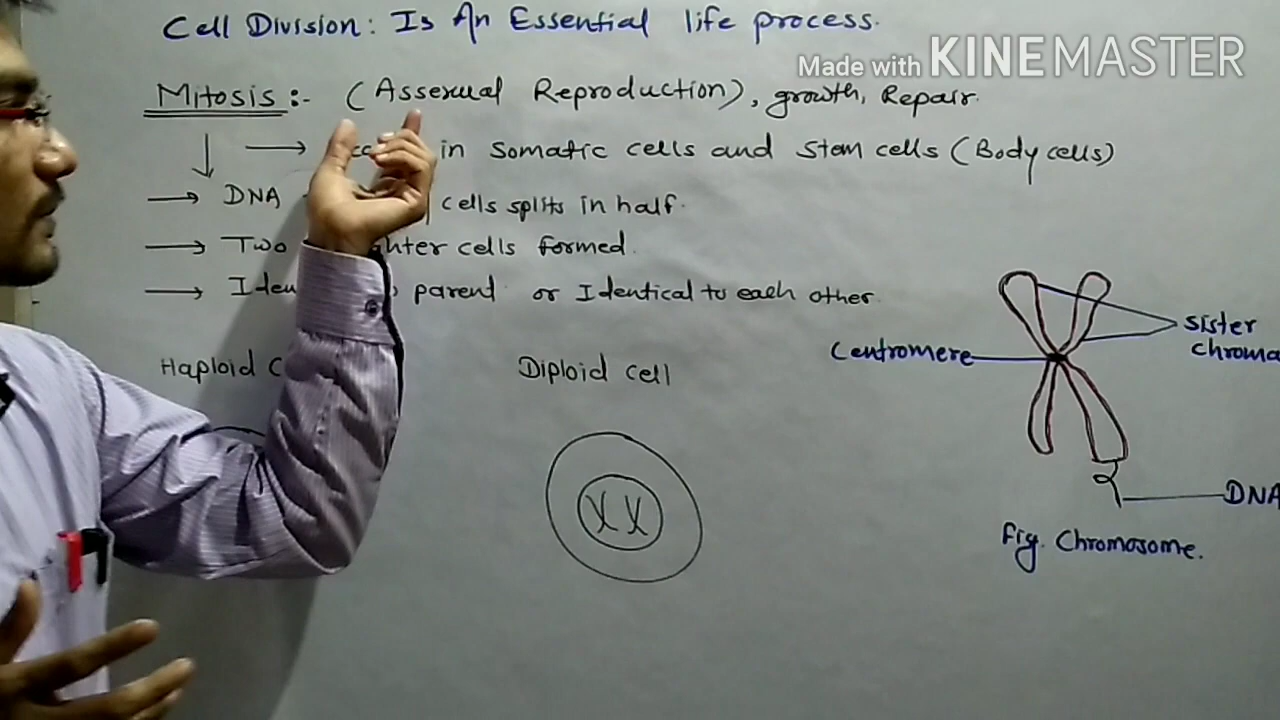 Cell Division: Is An Essential life process.
Made with KINEMASTER
Mitosis :- (Assexual Reproduction), growth, Repair.
in Somatic cells and Stem cells (Body cells)
DNA cells splits in half.
Two cells formed.
parent or Identical to each other
Haploid Diploid cell
Centromere
Sister
DNA
Fig. Chromosome.